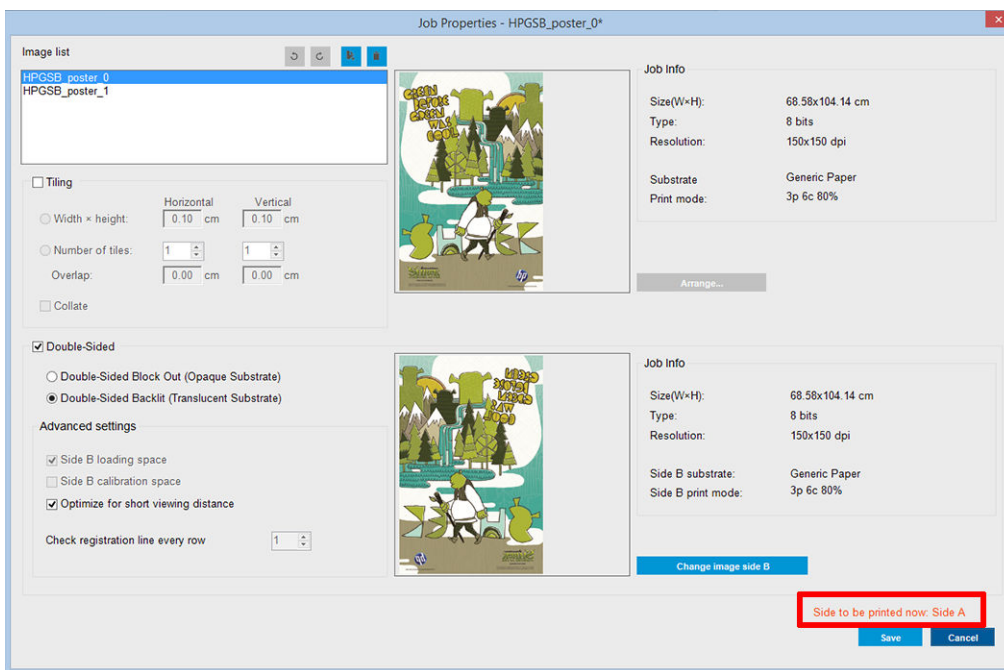 Job Properties - HPGSB_poster_0*
Image list
HPGSB_poster_0
HPGSB_poster_1
GREEN
BEFORE
GREEN
WAS
COOL
hp
Job Info
Size(W×H): 68.58x104.14 cm
Type: 8 bits
Resolution: 150x150 dpi
Substrate Generic Paper
Print mode: 3p 6c 80%
Arrange...
Tiling
Horizontal Vertical
Width × height: 0.10 cm 0.10 cm
Number of tiles: 1 1
Overlap: 0.00 cm 0.00 cm
Collate
Double-Sided
Double-Sided Block Out (Opaque Substrate)
Double-Sided Backlit (Translucent Substrate)
Advanced settings
Side B loading space
Side B calibration space
Optimize for short viewing distance
Check registration line every row 1
Job Info
Size(W×H): 68.58x104.14 cm
Type: 8 bits
Resolution: 150x150 dpi
Side B substrate: Generic Paper
Side B print mode: 3p 6c 80%
Change image side B
Side to be printed now: Side A
Save Cancel